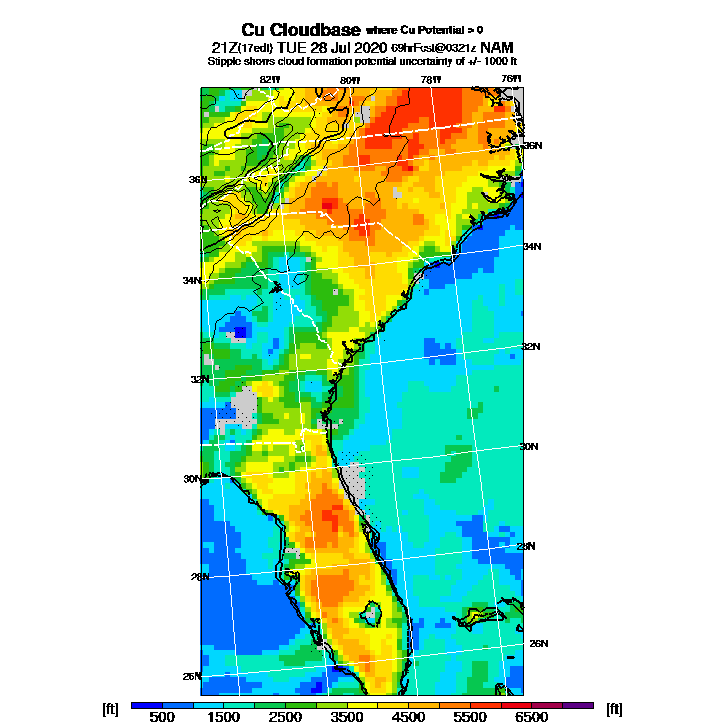 Cu Cloudbase where Cu Potential > 0
21Z(17edt) TUE 28 Jul 2020 69hrFcst@0321z NAM
Stipple shows cloud formation potential uncertainty of +/- 1000 ft
82W 80W 78W 76W
36N
36N
34N
34N
32N
32N
30N
30N
28N
28N
26N
26N
[ft] [ft]
500 1500 2500 3500 4500 5500 6500